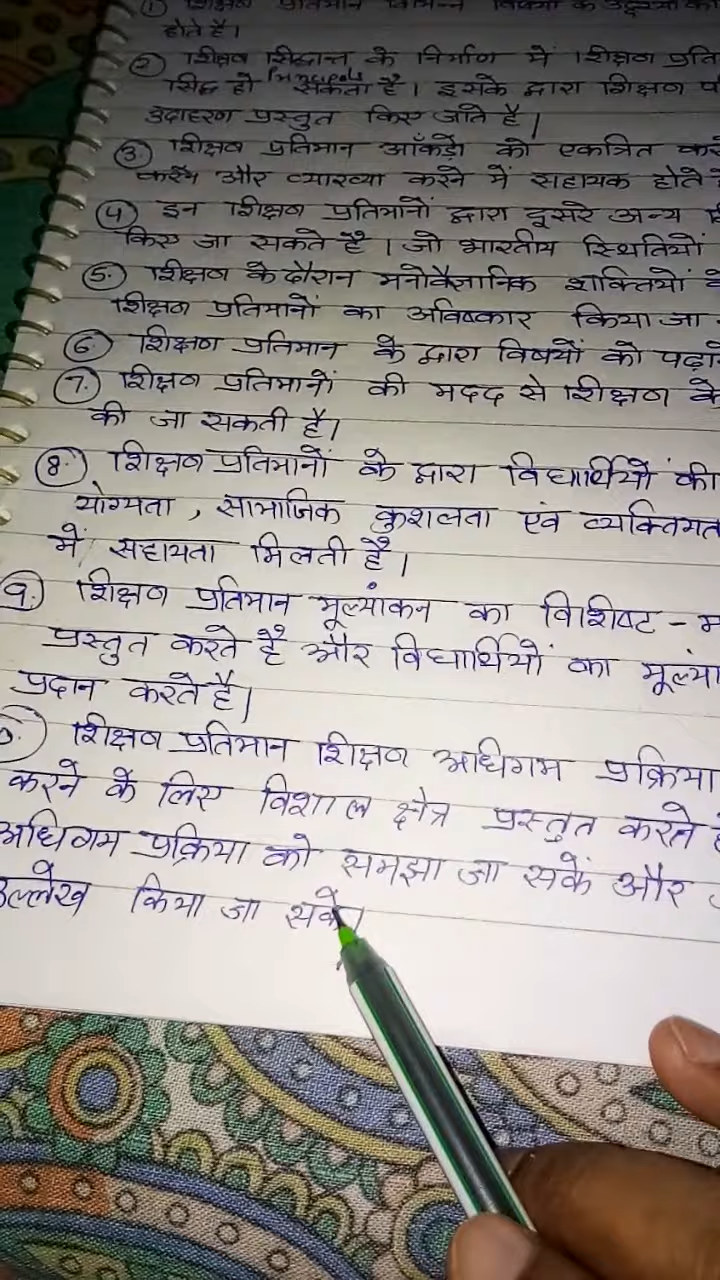 ① शिक्षण प्रतिमान
होते है।
② शिक्षण सिद्धान्त के निर्माण में शिक्षण प्रति
Principals
सिद्ध हो सकता है। इसके द्वारा शिक्षण
उदाहरण प्रस्तुत किए जाते है।
③ शिक्षण प्रतिमान आँकड़ो को एकत्रित कर
करने और व्याख्या करने में सहायक होते
④ इन शिक्षण प्रतिमानों द्वारा दूसरे अन्य
किए जा सकते है। जो भारतीय स्थितियों
⑤. शिक्षण के दौरान मनोवैज्ञानिक शक्तियों
शिक्षण प्रतिमानों का अविष्कार किया जा
⑥. शिक्षण प्रतिमान के द्वारा विषयों को पढ़ा
⑦. शिक्षण प्रतिमानों की मदद से शिक्षण के
की जा सकती है।
⑧. शिक्षण प्रतिमानों के द्वारा विद्यार्थियों की
योग्यता, सामाजिक कुशलता एवं व्यक्तिगत
में सहायता मिलती है।
9. शिक्षण प्रतिमान मूल्यांकन का विशिष्ट -
प्रस्तुत करते है और विद्यार्थियों का मूल्यां
प्रदान करते है।
शिक्षण प्रतिमान शिक्षण अधिगम प्रक्रिया
करने के लिए विशाल क्षेत्र प्रस्तुत करते
अधिगम प्रक्रिया को समझा जा सकें और
उल्लेख किया जा सके।